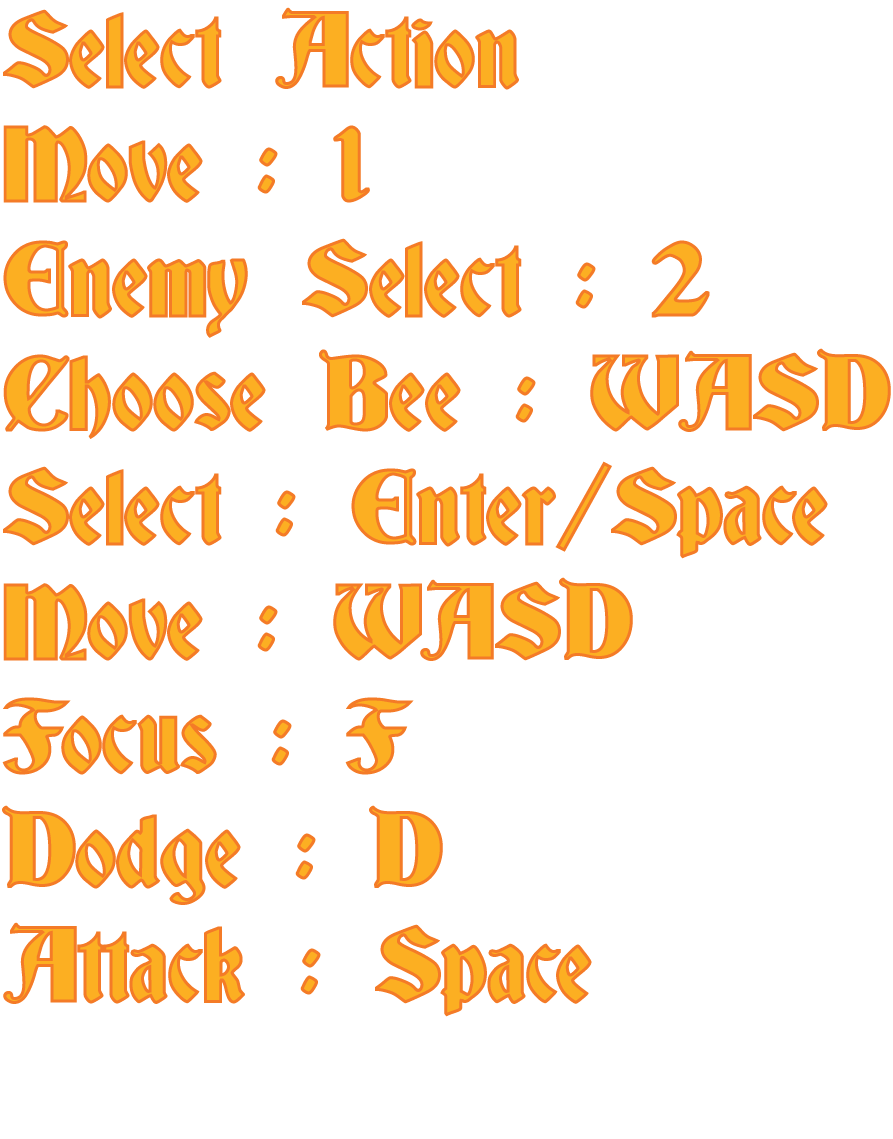 Select Action
Move : 1
Enemy Select : 2
Choose Bee : WASD
Select : Enter/Space
Move : WASD
Focus : F
Dodge : D
Attack : Space